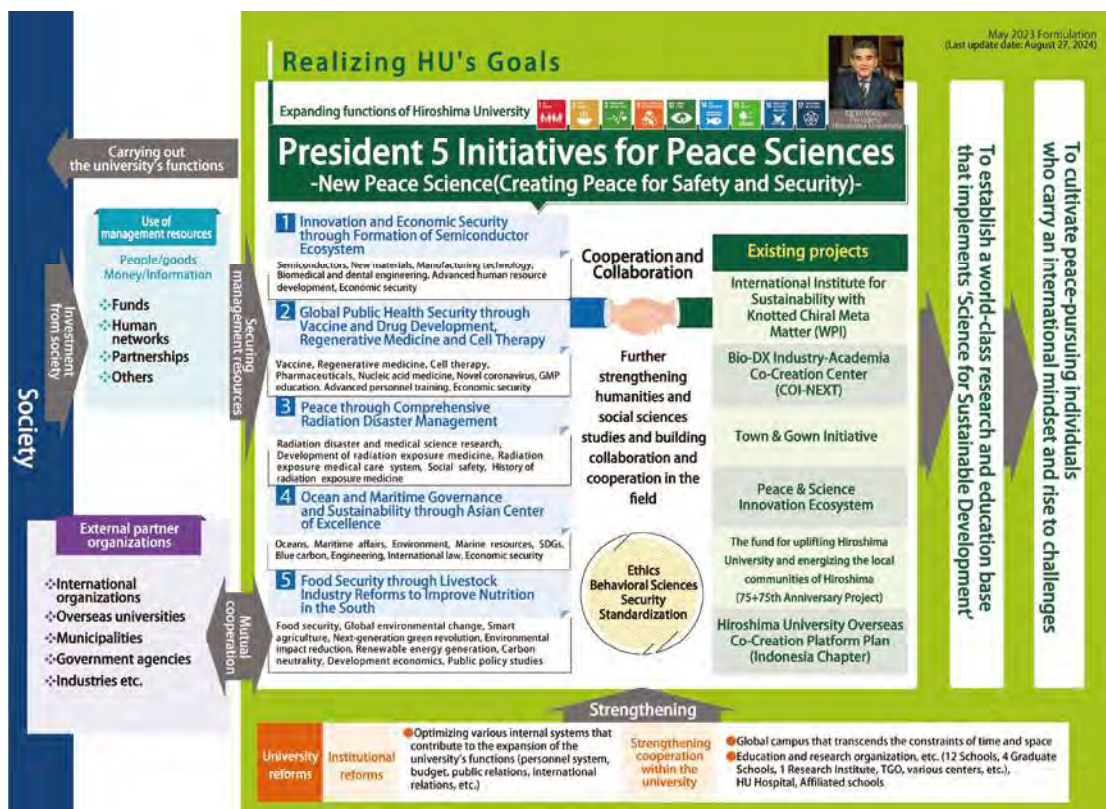 May 2023 Formulation
(Last update date: August 27, 2024)
Realizing HU's Goals
Expanding functions of Hiroshima University
President
Hiroshima University
President 5 Initiatives for Peace Sciences
-New Peace Science(Creating Peace for Safety and Security)-
Society
Carrying out
the university's functions
Investment
from society
Use of
management resources
People/goods
Money/Information
Funds
Human
networks
Partnerships
Others
Securing
management resources
External partner
organizations
International
organizations
Overseas universities
Municipalities
Government agencies
Industries etc.
Mutual
cooperation
1 Innovation and Economic Security
through Formation of Semiconductor
Ecosystem
Semiconductors, New materials, Manufacturing technology,
Biomedical and dental engineering, Advanced human resource
development, Economic security
2 Global Public Health Security through
Vaccine and Drug Development,
Regenerative Medicine and Cell Therapy
Vaccine, Regenerative medicine, Cell therapy,
Pharmaceuticals, Nucleic acid medicine, Novel coronavirus, GMP
education. Advanced personnel training, Economic security
3 Peace through Comprehensive
Radiation Disaster Management
Radiation disaster and medical science research,
Development of radiation exposure medicine, Radiation
exposure medical care system, Social safety, History of
radiation exposure medicine
4 Ocean and Maritime Governance
and Sustainability through Asian Center
of Excellence
Oceans, Maritime affairs, Environment, Marine resources, SDGs,
Blue carbon, Engineering, International law, Economic security
5 Food Security through Livestock
Industry Reforms to Improve Nutrition
in the South
Food security, Global environmental change, Smart
agriculture, Next-generation green revolution, Environmental
impact reduction, Renewable energy generation, Carbon
neutrality, Development economics, Public policy studies
Cooperation and
Collaboration
Further
strengthening
humanities and
social sciences
studies and building
collaboration and
cooperation in the
field
Ethics
Behavioral Sciences
Security
Standardization
Existing projects
International Institute for
Sustainability with
Knotted Chiral Meta
Matter (WPI)
Bio-DX Industry-Academia
Co-Creation Center
(COI-NEXT)
Town & Gown Initiative
Peace & Science
Innovation Ecosystem
The fund for uplifting Hiroshima
University and energizing the local
communities of Hiroshima
(75+75th Anniversary Project)
Hiroshima University Overseas
Co-Creation Platform Plan
(Indonesia Chapter)
To establish a world-class research and education base
that implements 'Science for Sustainable Development'
To cultivate peace-pursuing individuals
who carry an international mindset and rise to challenges
Strengthening
University
reforms
Institutional
reforms
Optimizing various internal systems that
contribute to the expansion of the
university's functions (personnel system,
budget, public relations, international
relations, etc.)
Strengthening
cooperation
within the
university
Global campus that transcends the constraints of time and space
Education and research organization, etc. (12 Schools, 4 Graduate
Schools, 1 Research Institute, TGO, various centers, etc.),
HU Hospital, Affiliated schools